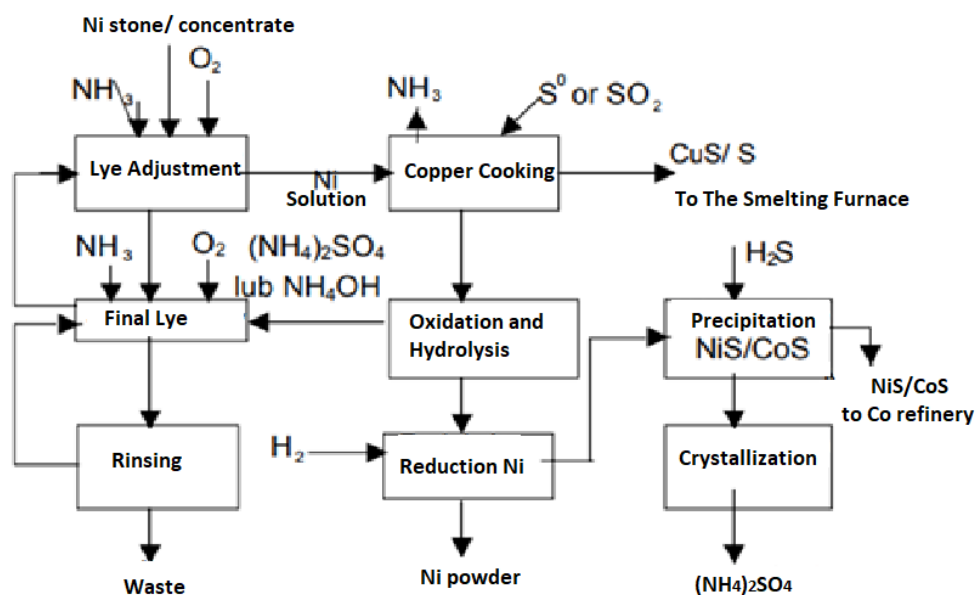 Ni stone/ concentrate
NH3
O2
NH3
S⁰ or SO2
Lye Adjustment
Ni
Solution
Copper Cooking
CuS/ S
To The Smelting Furnace
NH3
O2
(NH4)2SO4
lub NH4OH
H2S
Final Lye
Oxidation and
Hydrolysis
Precipitation
NiS/CoS
NiS/CoS
to Co refinery
Rinsing
H2
Reduction Ni
Crystallization
Waste
Ni powder
(NH4)2SO4